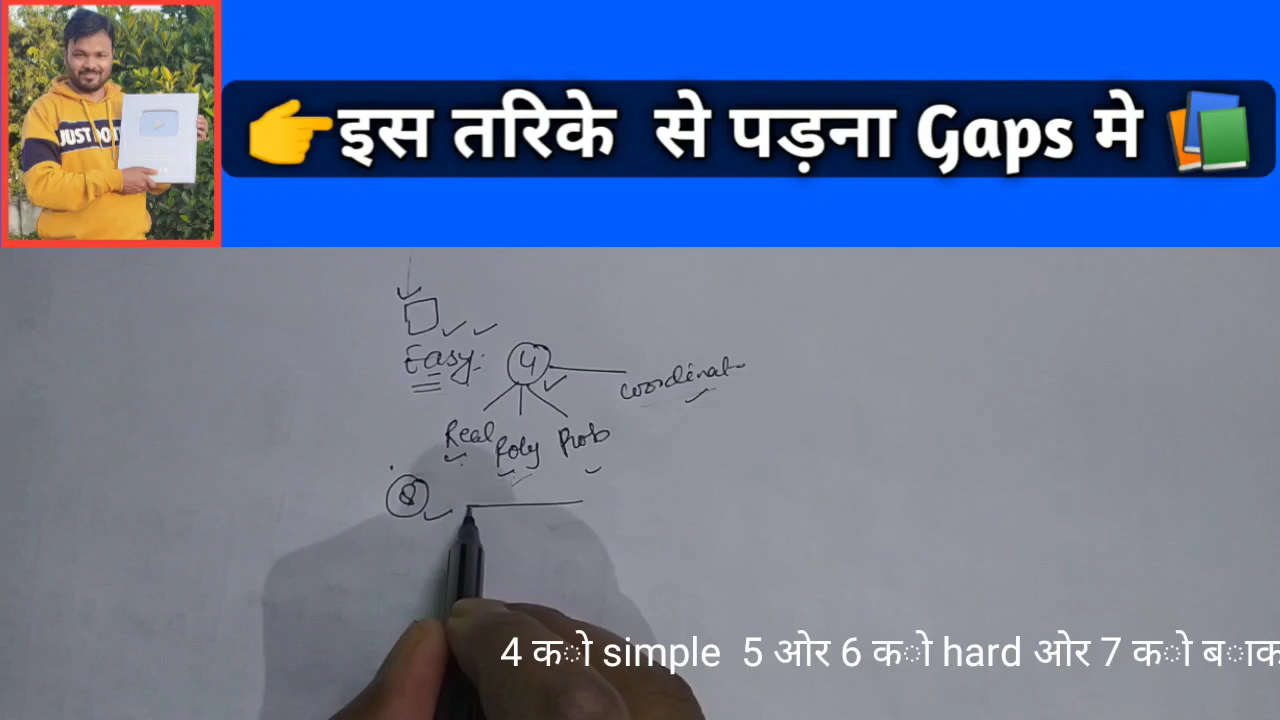 👉इस तरिके से पड़ना Gaps मे 📚
JUST DO IT
Easy:
4
Coordinat
Real Poly Prob
8
4 को simple 5 ओर 6 को hard ओर 7 को बाक